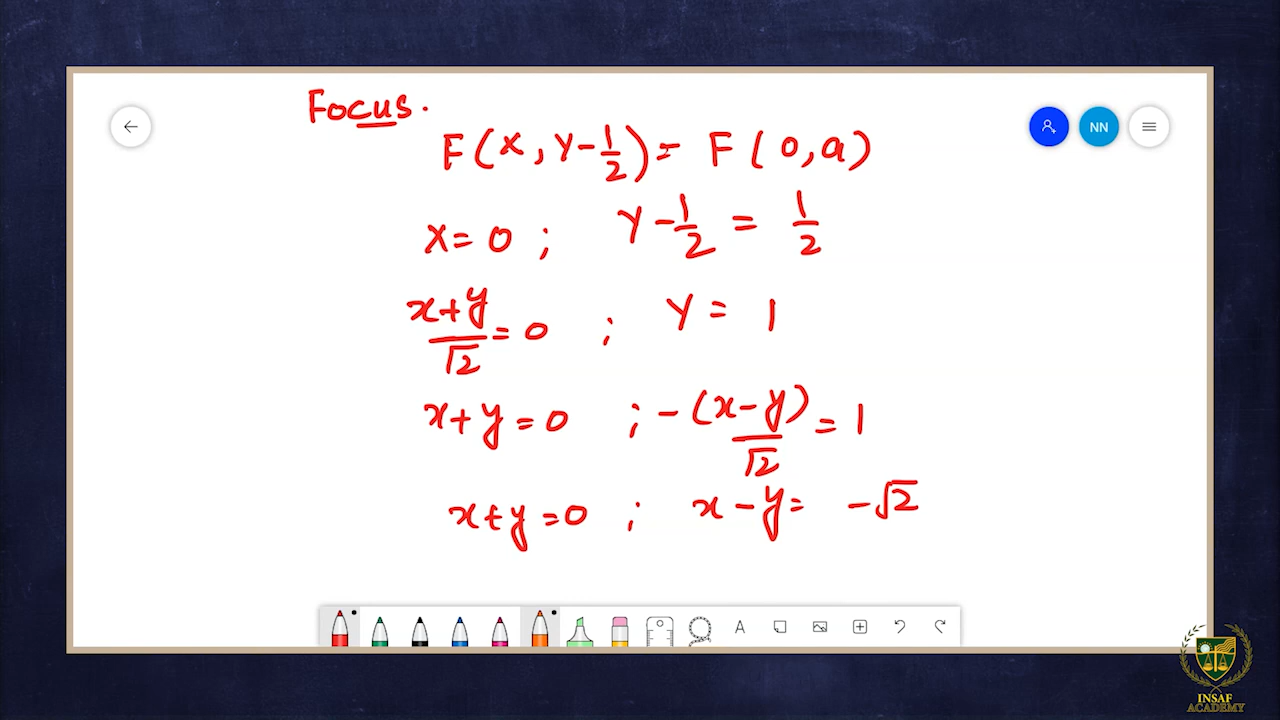 Focus.
F(X, Y-1/2) = F(0, a)
X = 0 ; Y - 1/2 = 1/2
x+y/√2 = 0 ; Y = 1
x+y = 0 ; -(x-y)/√2 = 1
x+y = 0 ; x-y = -√2
NN
A
INSAF
ACADEMY